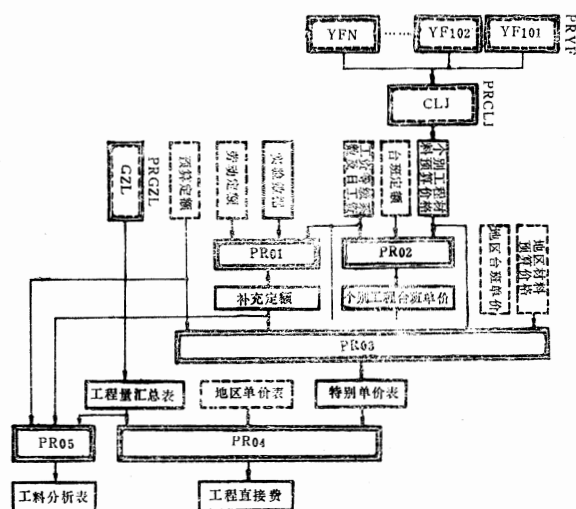 YFN
YF102
YF101
PRYF
CLJ
PRCLJ
GZL
PRGZL
预算定额
劳动定额
实验数据
台班定额
个别工程材料预算价格
地区台班单价
地区材料预算价格
PR01
PR02
补充定额
个别工程台班单价
PR03
工程量汇总表
地区单价表
特别单价表
PR05
PR04
工料分析表
工程直接费